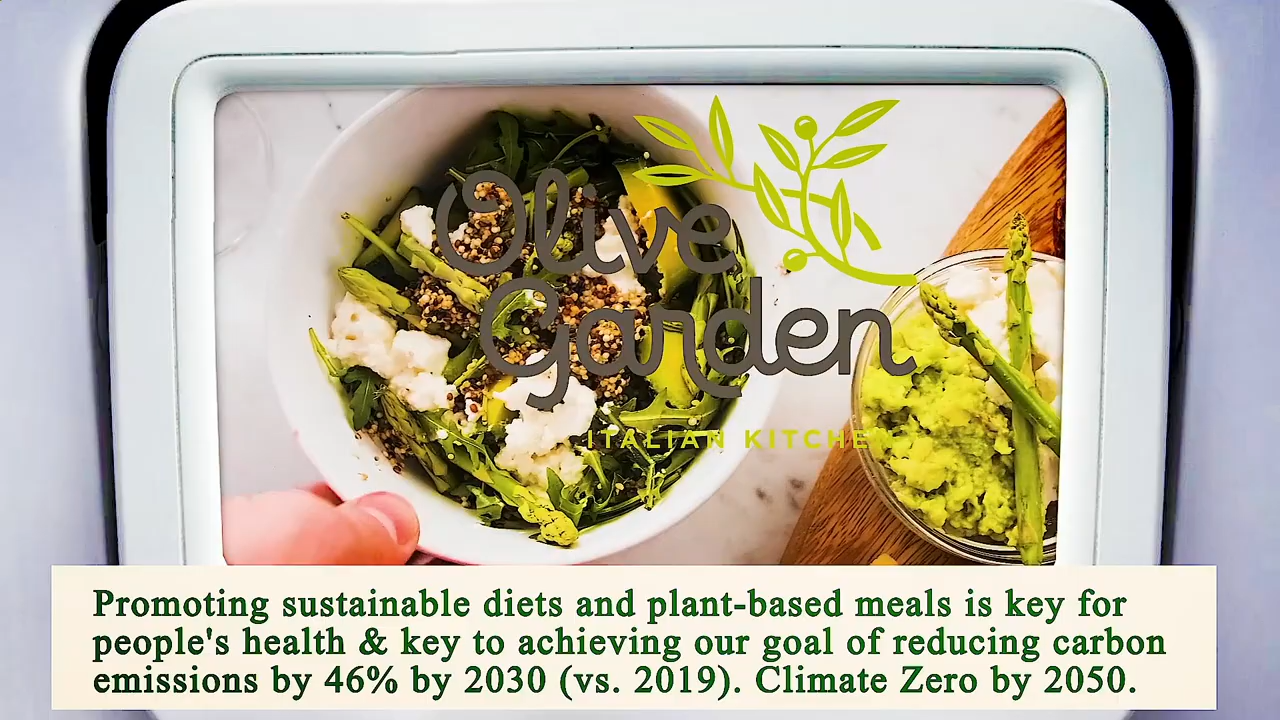 Olive
Garden
ITALIAN KITCHEN
Promoting sustainable diets and plant-based meals is key for
people's health & key to achieving our goal of reducing carbon
emissions by 46% by 2030 (vs. 2019). Climate Zero by 2050.